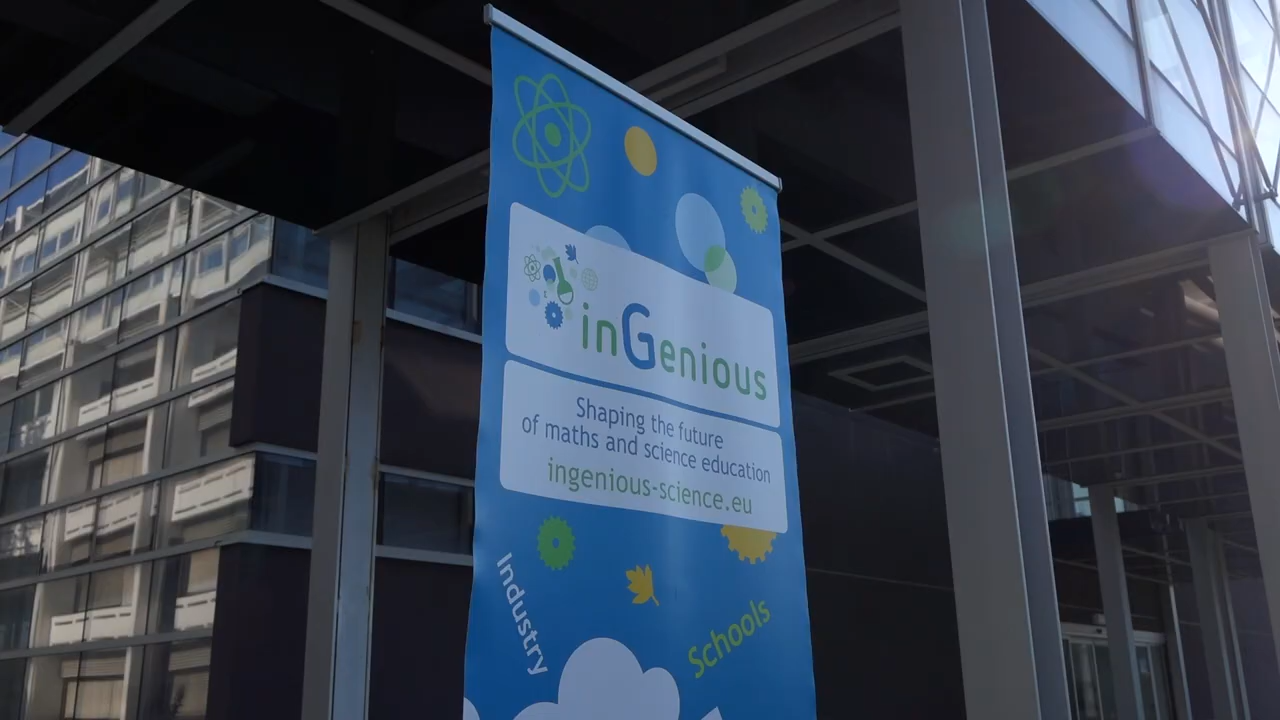 inGenious
Shaping the future
of maths and science education
ingenious-science.eu
Industry
Schools